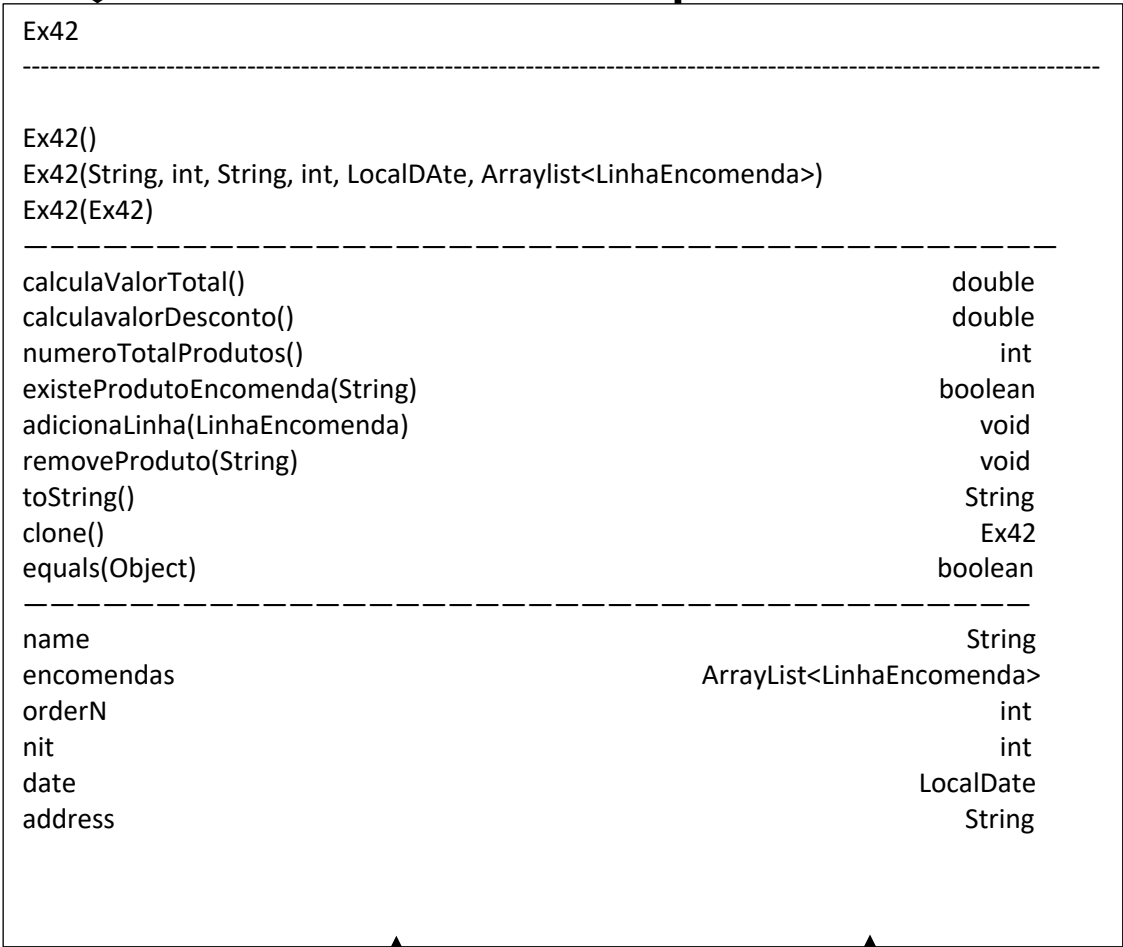 Ex42
-----------------------------------------------------------------------------------------------------------------------
Ex42()
Ex42(String, int, String, int, LocalDAte, Arraylist<LinhaEncomenda>)
Ex42(Ex42)
———————————————————————————————————————
calculaValorTotal() double
calculavalorDesconto() double
numeroTotalProdutos() int
existeProdutoEncomenda(String) boolean
adicionaLinha(LinhaEncomenda) void
removeProduto(String) void
toString() String
clone() Ex42
equals(Object) boolean
——————————————————————————————————————
name String
encomendas ArrayList<LinhaEncomenda>
orderN int
nit int
date LocalDate
address String